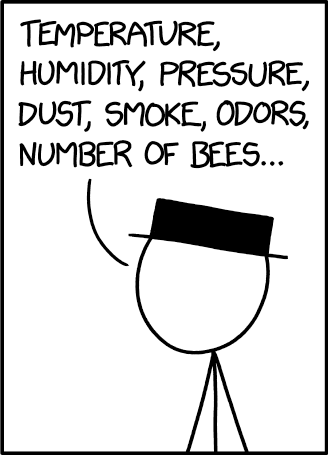 TEMPERATURE,
HUMIDITY, PRESSURE,
DUST, SMOKE, ODORS,
NUMBER OF BEES...